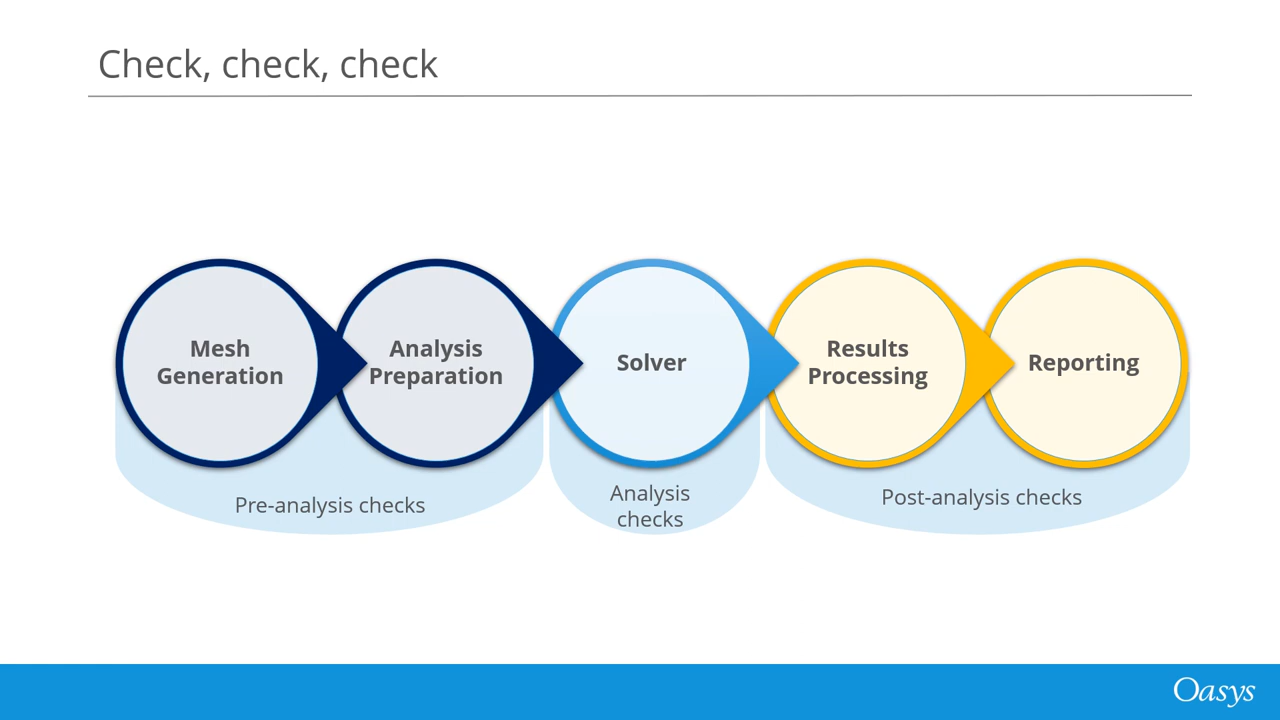 Check, check, check
Mesh
Generation
Analysis
Preparation
Solver
Results
Processing
Reporting
Pre-analysis checks
Analysis
checks
Post-analysis checks
Oasys